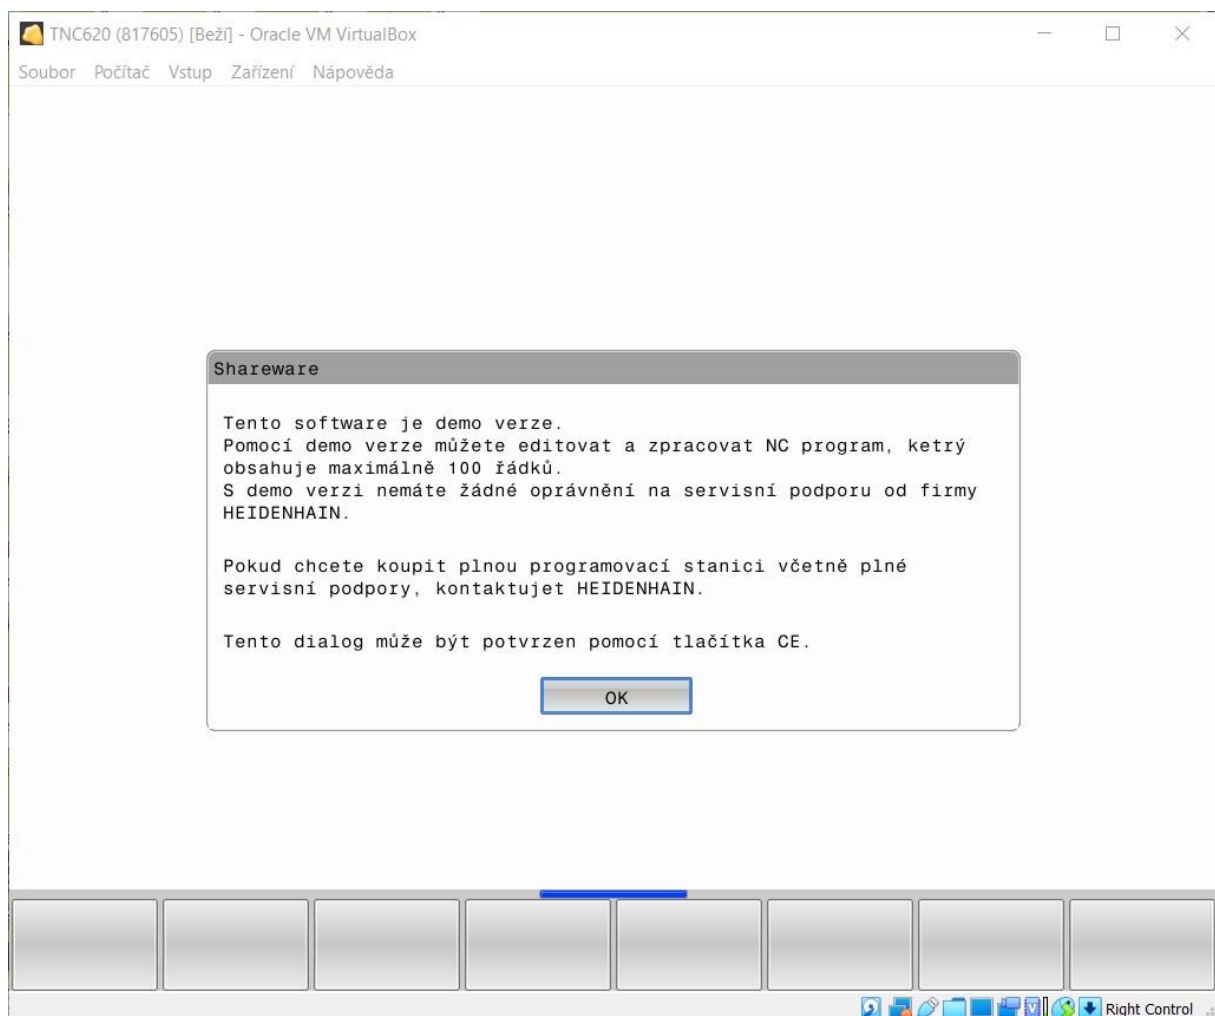 TNC620 (817605) [Beží] - Oracle VM VirtualBox
Soubor Počítač Vstup Zařízení Nápověda
Shareware
Tento software je demo verze.
Pomocí demo verze můžete editovat a zpracovat NC program, ketrý
obsahuje maximálně 100 řádků.
S demo verzi nemáte žádné oprávnění na servisní podporu od firmy
HEIDENHAIN.
Pokud chcete koupit plnou programovací stanici včetně plné
servisní podpory, kontaktujet HEIDENHAIN.
Tento dialog může být potvrzen pomocí tlačítka CE.
OK
Right Control